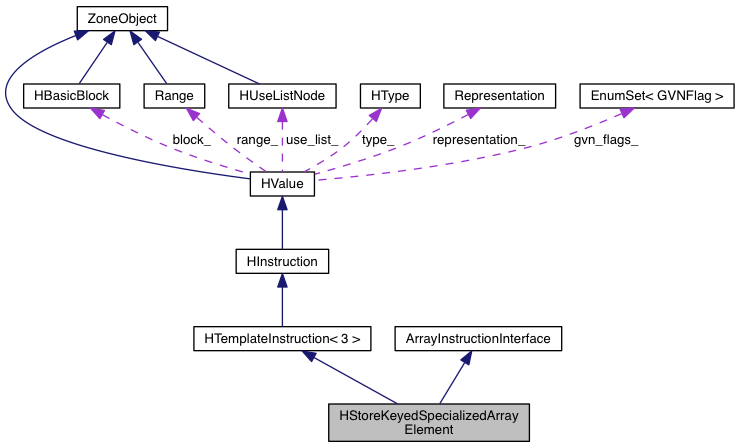 ZoneObject
HBasicBlock
Range
HUseListNode
HType
Representation
EnumSet< GVNFlag >
block_
range_
use_list_
type_
representation_
gvn_flags_
HValue
HInstruction
HTemplateInstruction< 3 >
ArrayInstructionInterface
HStoreKeyedSpecializedArray
Element